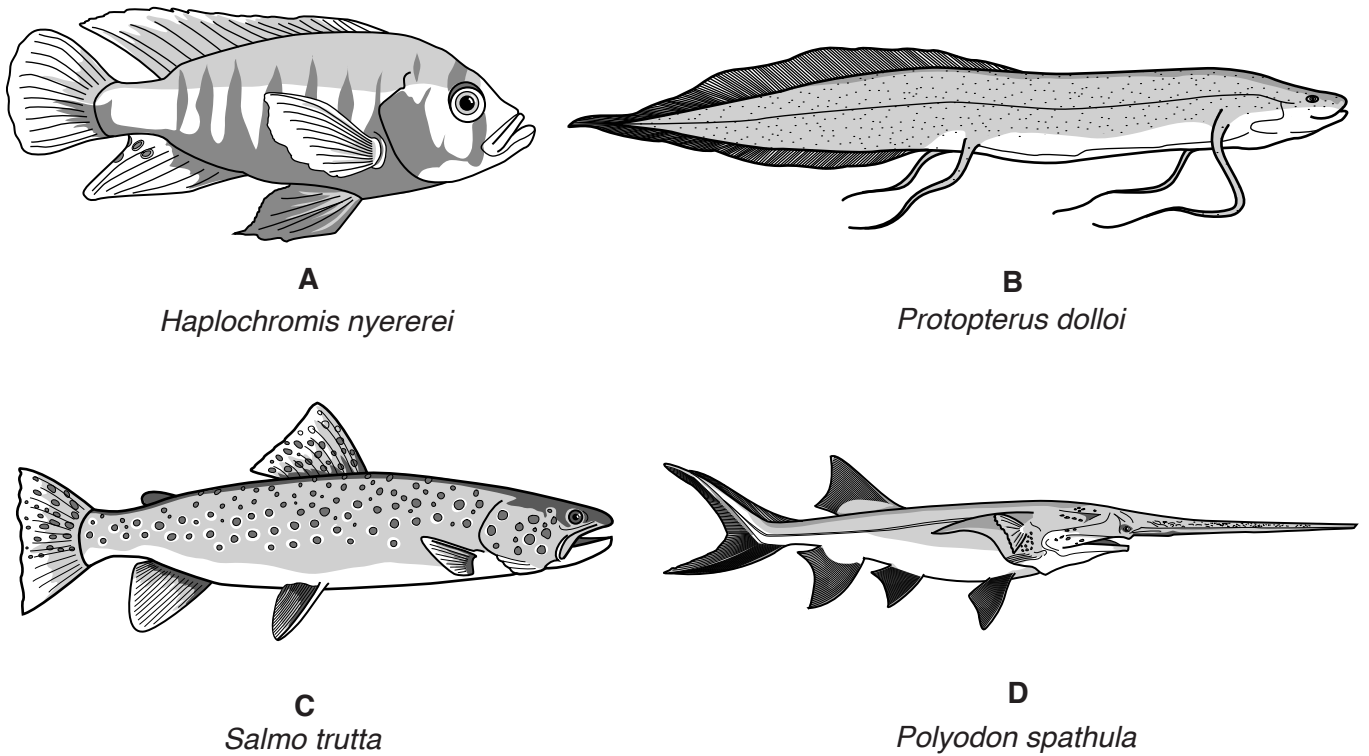 A
Haplochromis nyererei
B
Protopterus dolloi
C
Salmo trutta
D
Polyodon spathula